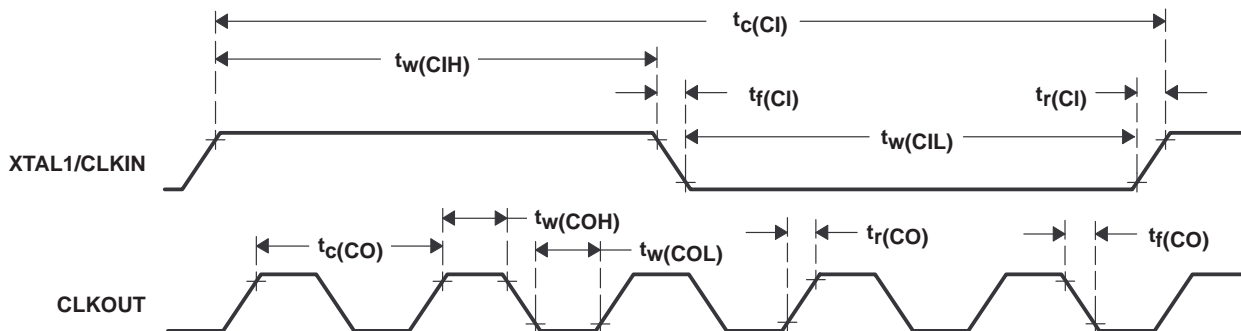 tc(CI)
tw(CIH)
tf(CI)
tr(CI)
tw(CIL)
XTAL1/CLKIN
tw(COH)
tc(CO)
tw(COL)
tr(CO)
tf(CO)
CLKOUT